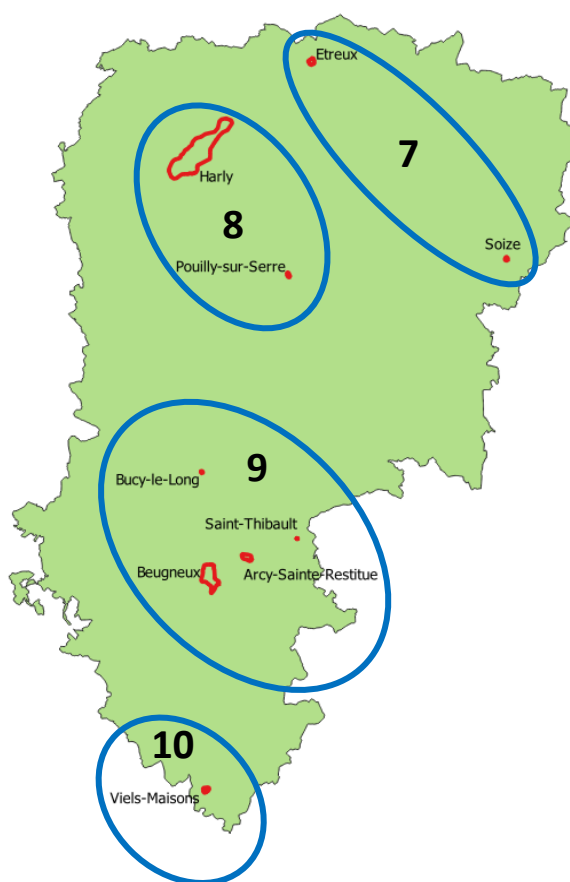 Etreux
7
Harly
8
Soize
Pouilly-sur-Serre
9
Bucy-le-Long
Saint-Thibault
Beugneux
Arcy-Sainte-Restitue
10
Viels-Maisons